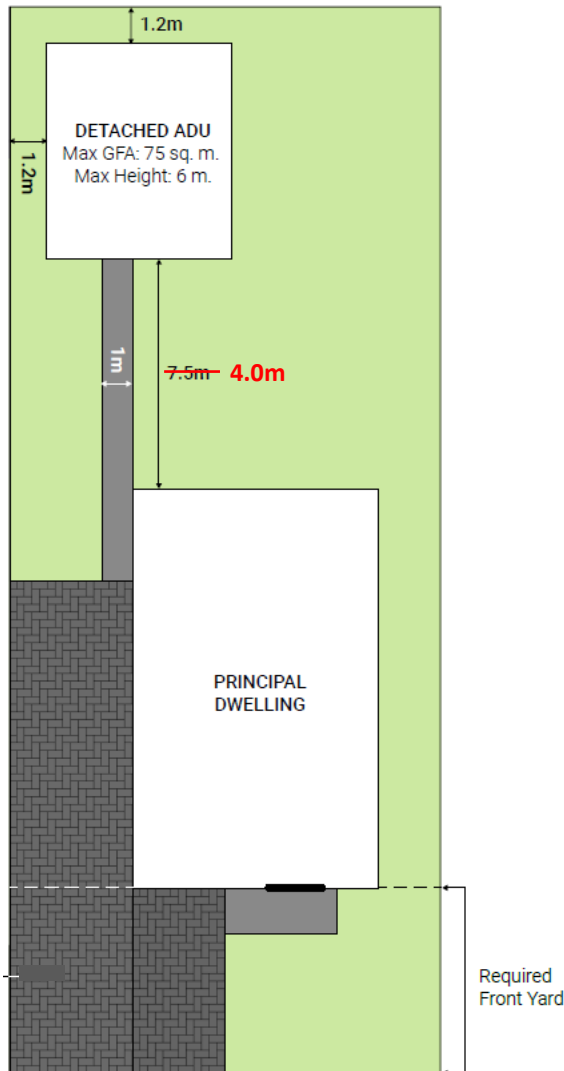 1.2m
DETACHED ADU
Max GFA: 75 sq. m.
Max Height: 6 m.
1.2m
1m
7.5m 4.0m
PRINCIPAL
DWELLING
Required
Front Yard